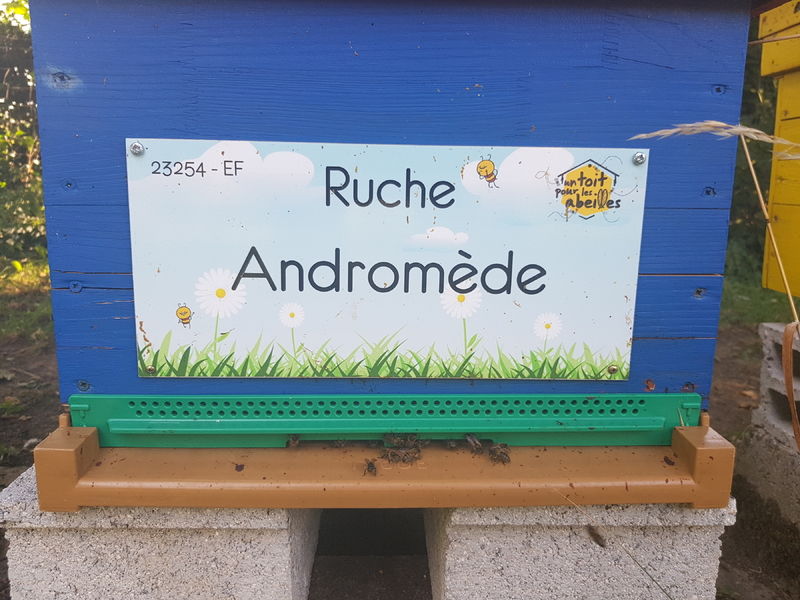 23254 - EF
Ruche
Andromède
un toit
pour les
abeilles